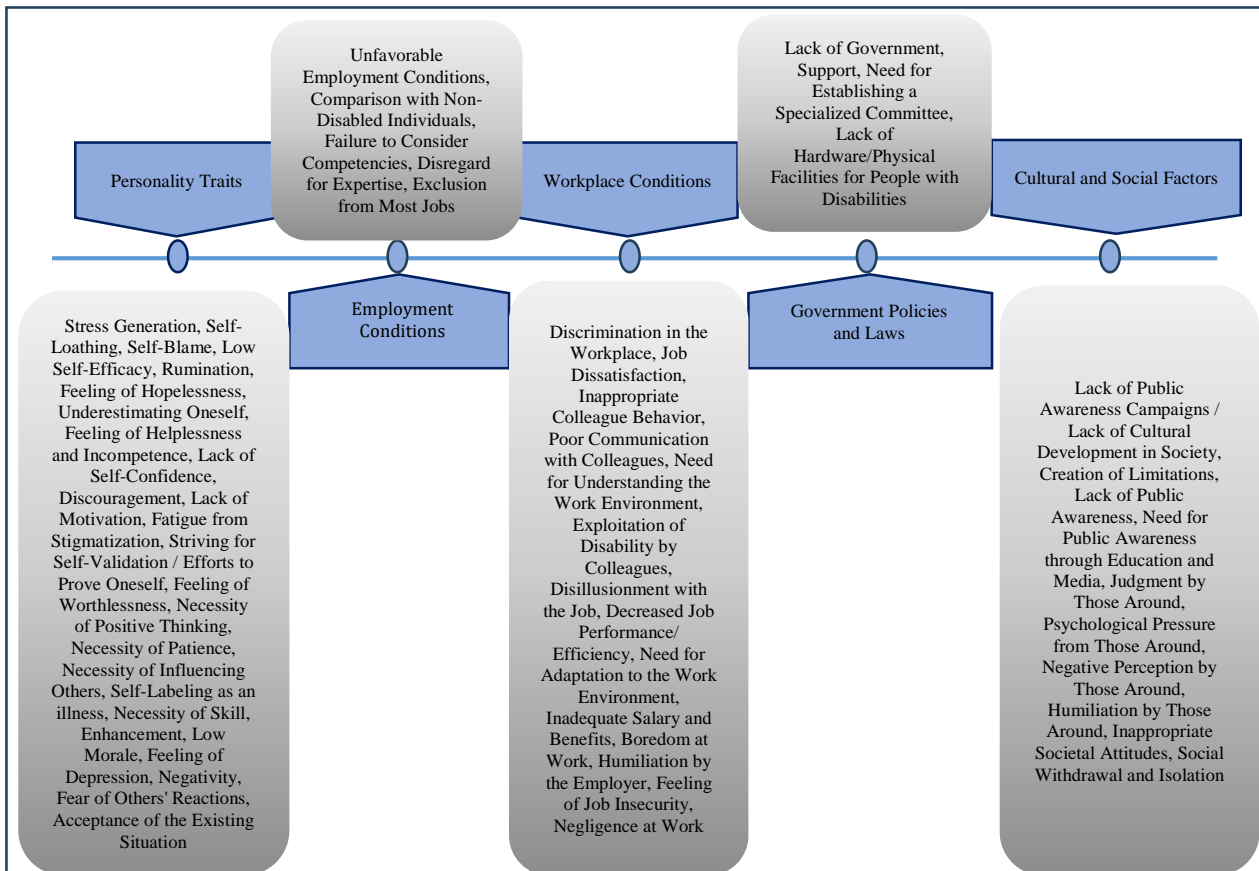 Personality Traits
Stress Generation, Self-
Loathing, Self-Blame, Low
Self-Efficacy, Rumination,
Feeling of Hopelessness,
Underestimating Oneself,
Feeling of Helplessness
and Incompetence, Lack of
Self-Confidence,
Discouragement, Lack of
Motivation, Fatigue from
Stigmatization, Striving for
Self-Validation / Efforts to
Prove Oneself, Feeling of
Worthlessness, Necessity
of Positive Thinking,
Necessity of Patience,
Necessity of Influencing
Others, Self-Labeling as an
illness, Necessity of Skill,
Enhancement, Low
Morale, Feeling of
Depression, Negativity,
Fear of Others' Reactions,
Acceptance of the Existing
Situation
Unfavorable
Employment Conditions,
Comparison with Non-
Disabled Individuals,
Failure to Consider
Competencies, Disregard
for Expertise, Exclusion
from Most Jobs
Employment
Conditions
Workplace Conditions
Discrimination in the
Workplace, Job
Dissatisfaction,
Inappropriate
Colleague Behavior,
Poor Communication
with Colleagues, Need
for Understanding the
Work Environment,
Exploitation of
Disability by
Colleagues,
Disillusionment with
the Job, Decreased Job
Performance/
Efficiency, Need for
Adaptation to the Work
Environment,
Inadequate Salary and
Benefits, Boredom at
Work, Humiliation by
the Employer, Feeling
of Job Insecurity,
Negligence at Work
Lack of Government,
Support, Need for
Establishing a
Specialized Committee,
Lack of
Hardware/Physical
Facilities for People with
Disabilities
Government Policies
and Laws
Cultural and Social Factors
Lack of Public
Awareness Campaigns /
Lack of Cultural
Development in Society,
Creation of Limitations,
Lack of Public
Awareness, Need for
Public Awareness
through Education and
Media, Judgment by
Those Around,
Psychological Pressure
from Those Around,
Negative Perception by
Those Around,
Humiliation by Those
Around, Inappropriate
Societal Attitudes, Social
Withdrawal and Isolation